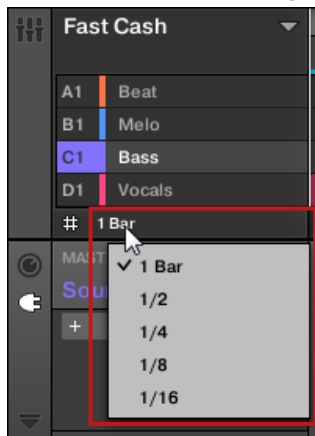 Fast Cash
A1 Beat
B1 Melo
C1 Bass
D1 Vocals
1 Bar
1 Bar
1/2
1/4
1/8
1/16
+